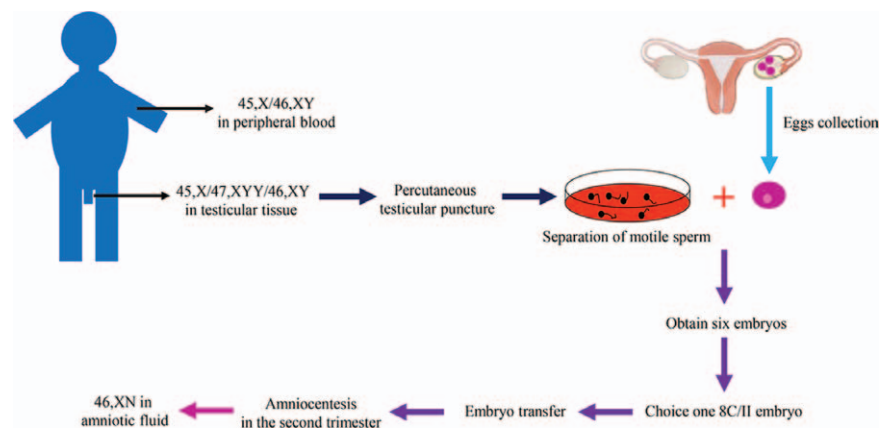 45,X/46,XY
in peripheral blood
Eggs collection
45,X/47,XYY/46,XY
in testicular tissue
Percutaneous
testicular puncture
+
Separation of motile sperm
Obtain six embryos
Choice one 8C/II embryo
Embryo transfer
Amniocentesis
in the second trimester
46,XN in
amniotic fluid